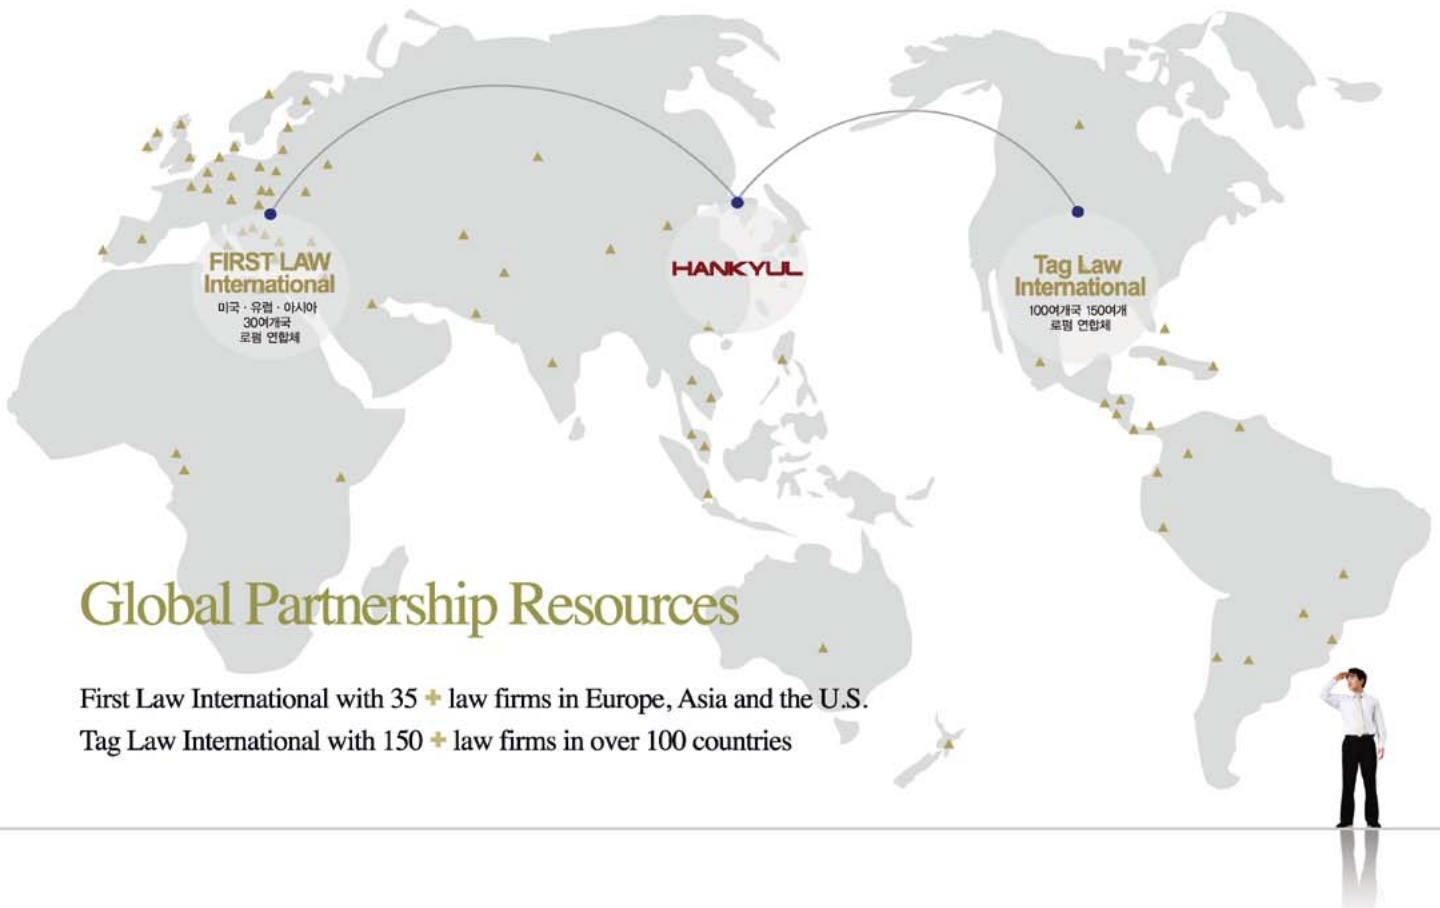 FIRST LAW
International
미국 · 유럽 · 아시아
30여개국
로펌 연합체
HANKYUL
Tag Law
International
100여개국 150여개
로펌 연합체
Global Partnership Resources
First Law International with 35 + law firms in Europe, Asia and the U.S.
Tag Law International with 150 + law firms in over 100 countries